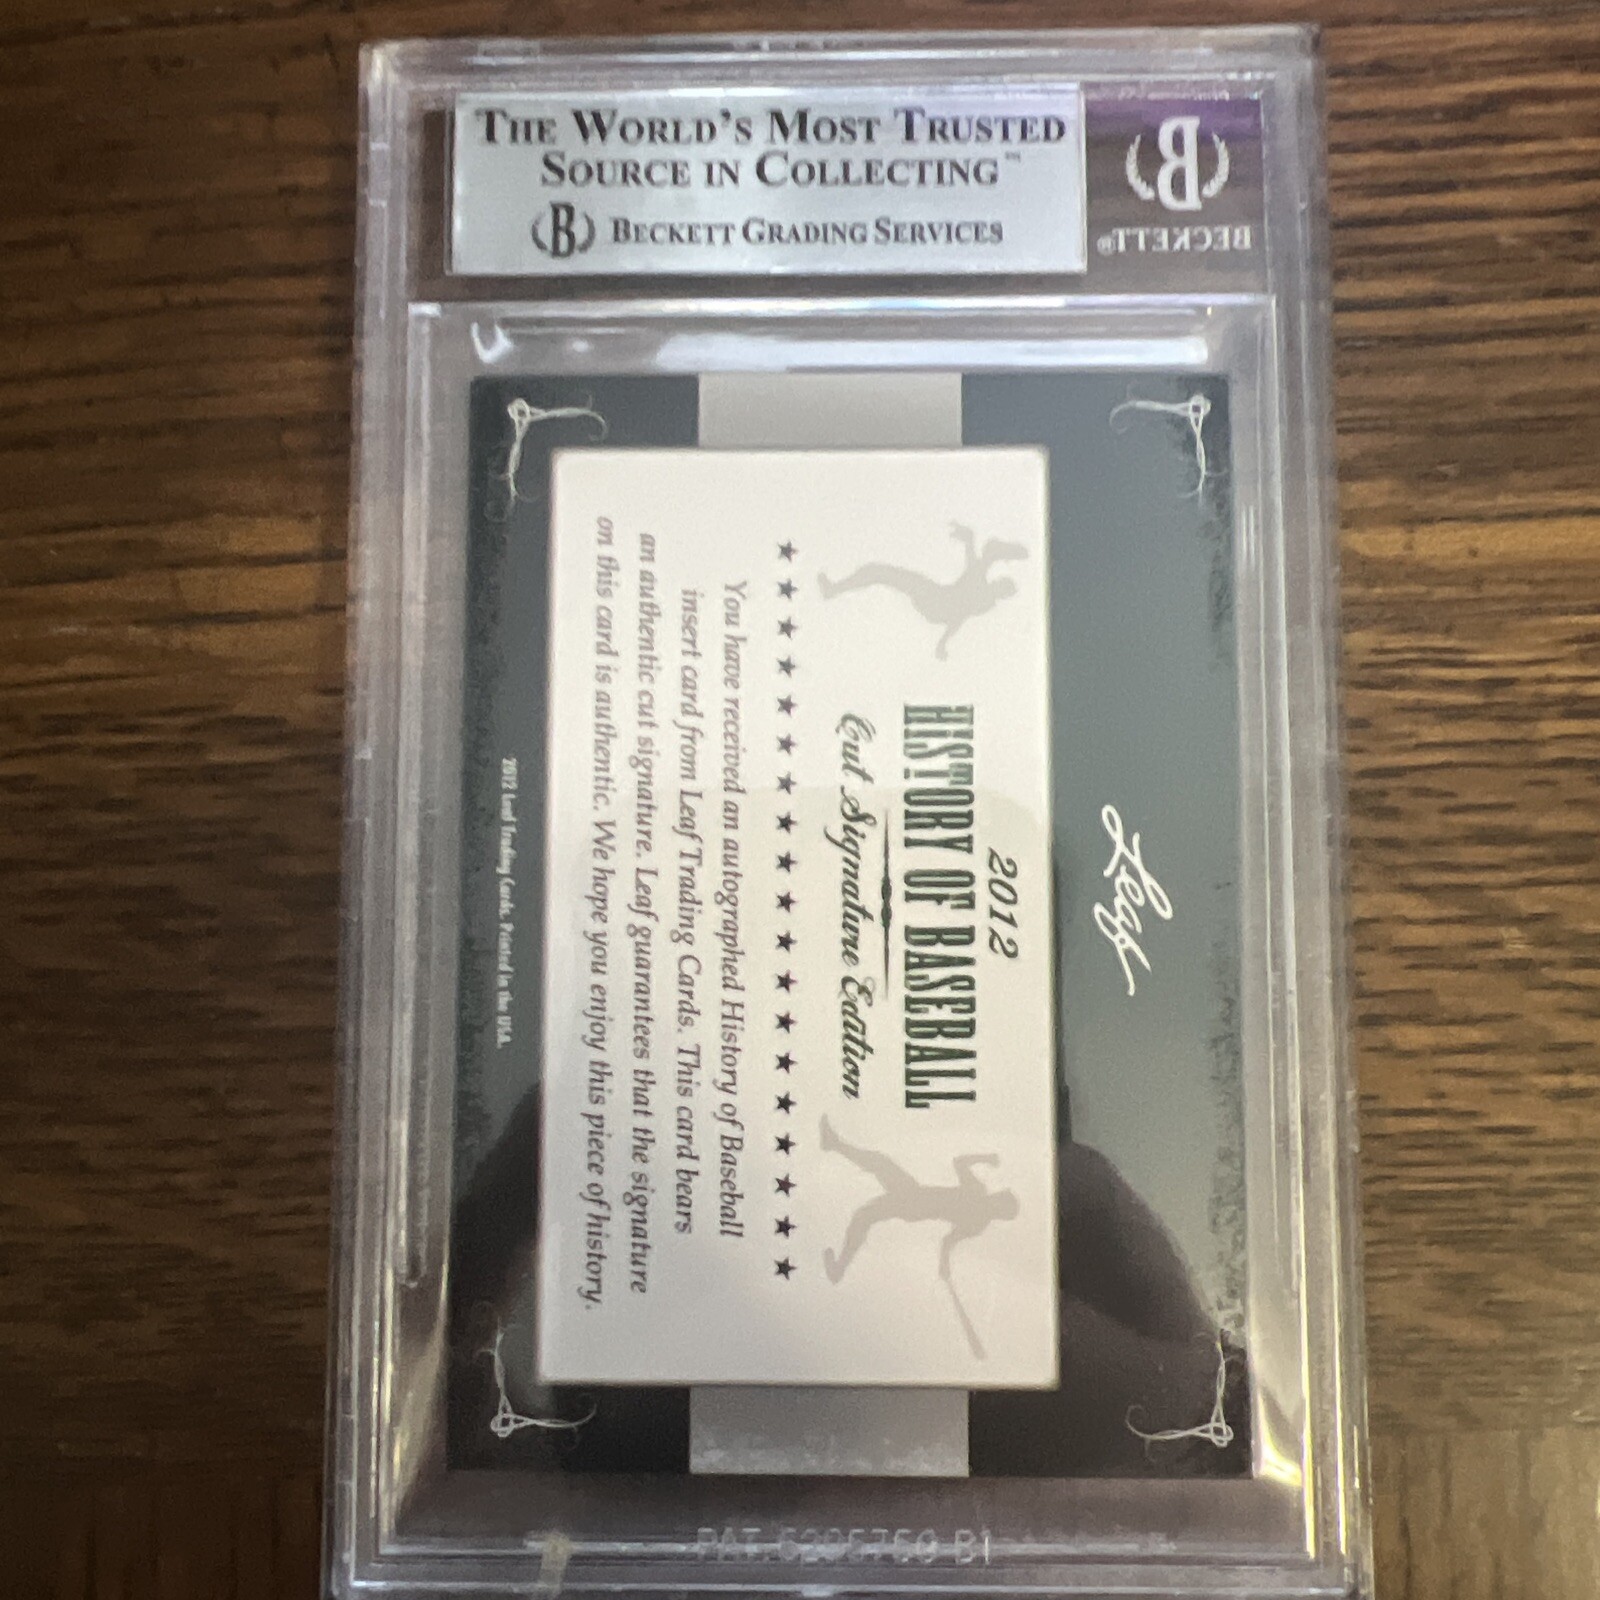 THE WORLD'S MOST TRUSTED
SOURCE IN COLLECTING™
B BECKETT GRADING SERVICES
B
BECKETT®
Leaf
2012
HISTORY OF BASEBALL
Cut Signature Edition
★ ★ ★ ★ ★ ★ ★ ★ ★ ★ ★ ★ ★ ★ ★ ★ ★ ★ ★
You have received an autographed History of Baseball
insert card from Leaf Trading Cards. This card bears
an authentic cut signature. Leaf guarantees that the signature
on this card is authentic. We hope you enjoy this piece of history.
2012 Leaf Trading Cards. Printed in the USA.
PAT. B1